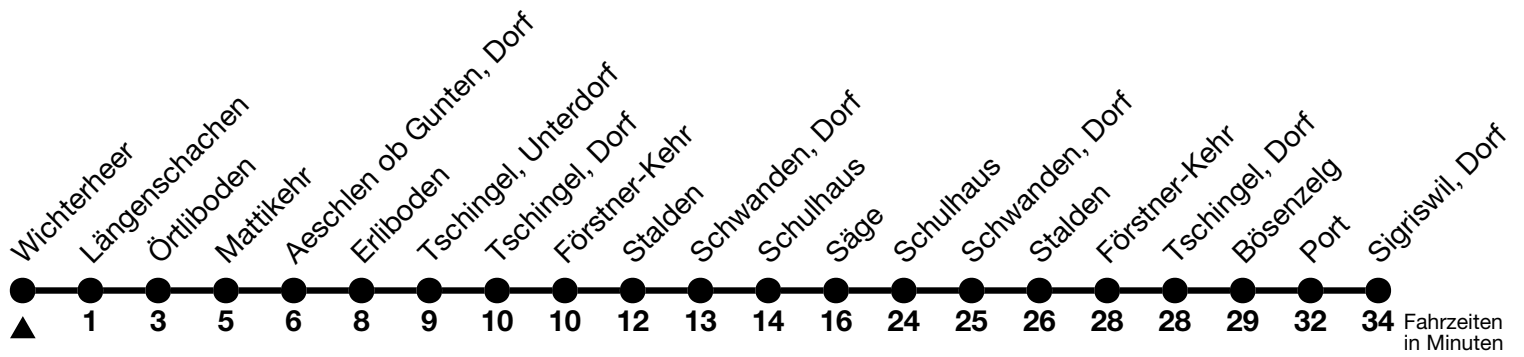 Wichterheer
Längenschachen
Örtliboden
Mattikehr
Aeschlen ob Gunten, Dorf
Erliboden
Tschingel, Unterdorf
Tschingel, Dorf
Förstner-Kehr
Stalden
Schwanden, Dorf
Schulhaus
Säge
Schulhaus
Schwanden, Dorf
Stalden
Förstner-Kehr
Tschingel, Dorf
Bösenzelg
Port
Sigriswil, Dorf
1 3 5 6 8 9 10 10 12 13 14 16 24 25 26 28 28 29 32 34 Fahrzeiten
in Minuten